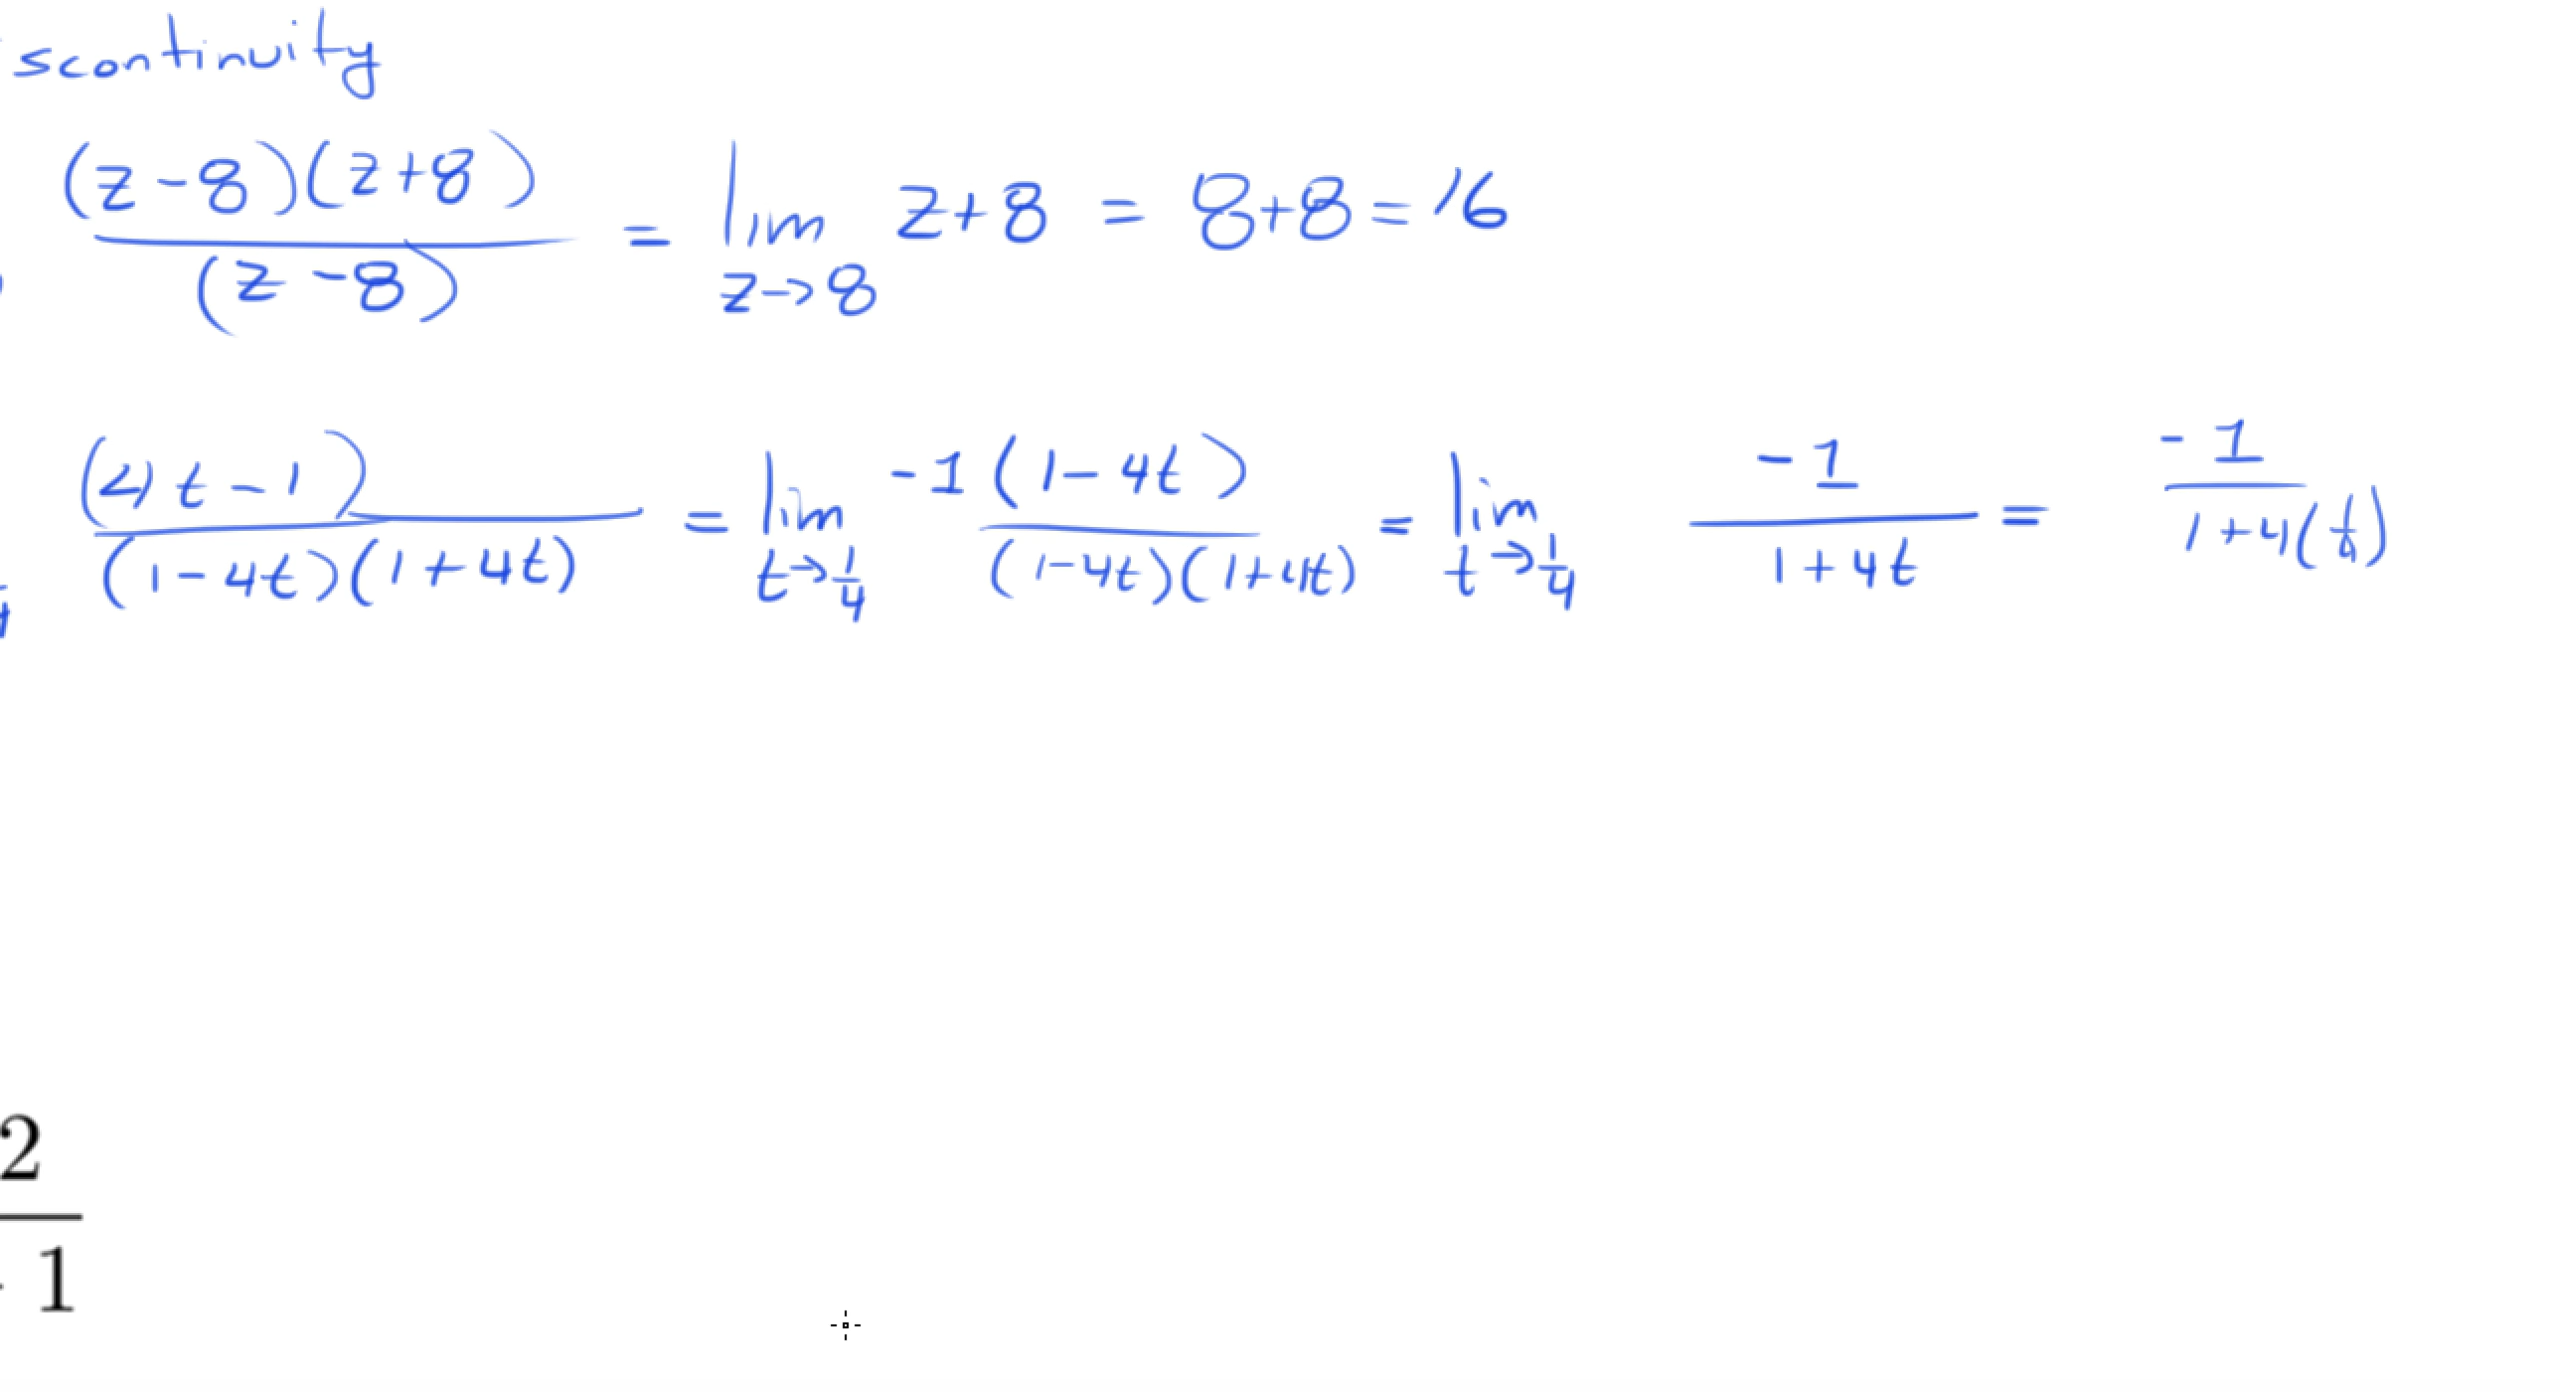 scontinuity
(z-8)(z+8)/(z-8) = lim z→8 z+8 = 8+8=16
(4t-1)/(1-4t)(1+4t) = lim t→1/4 -1(1-4t)/(1-4t)(1+4t) = lim t→1/4 -1/1+4t = -1/1+4(1/4)
2
1